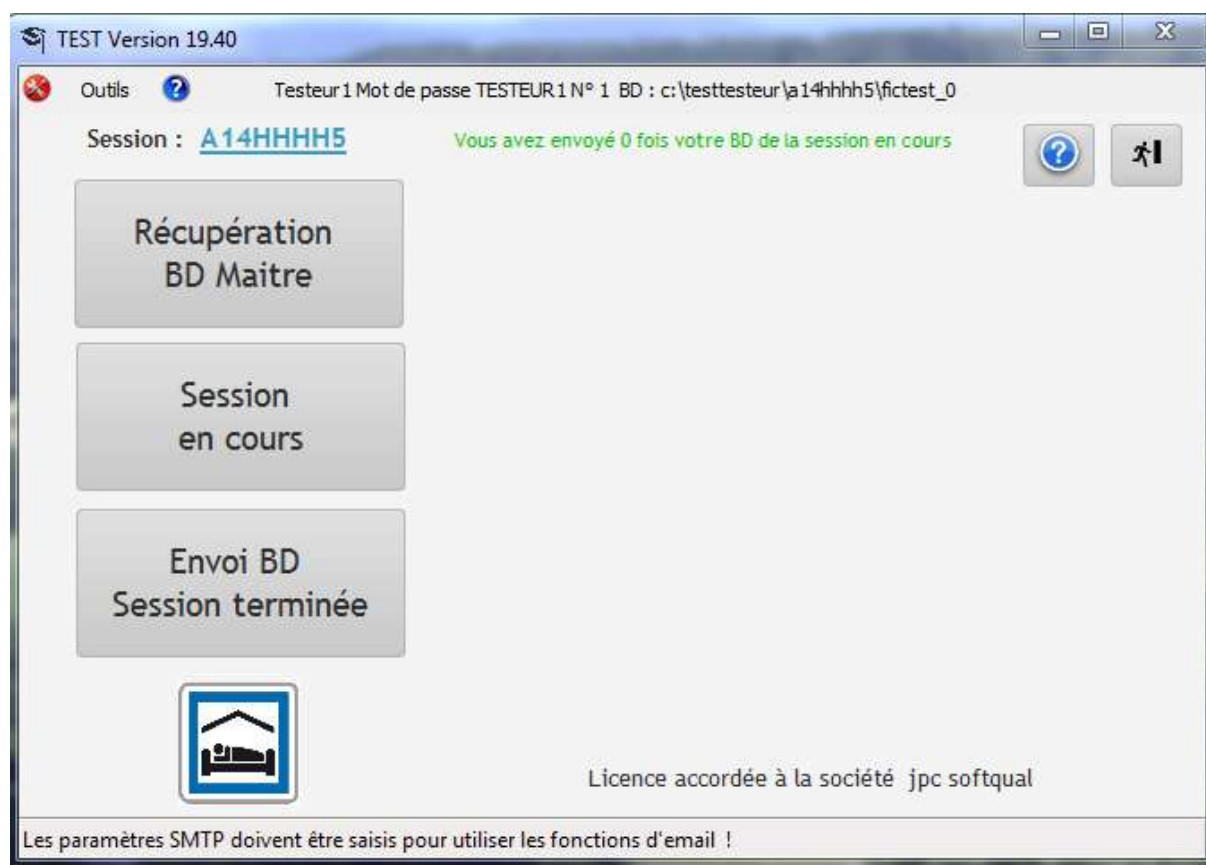 TEST Version 19.40
Outils
Testeur1 Mot de passe TESTEUR1 N° 1 BD : c:\testtesteur\a14hhhh5\fictest_0
Session : A14HHHH5
Vous avez envoyé 0 fois votre BD de la session en cours
Récupération
BD Maitre
Session
en cours
Envoi BD
Session terminée
Licence accordée à la société jpc softqual
Les paramètres SMTP doivent être saisis pour utiliser les fonctions d'email !